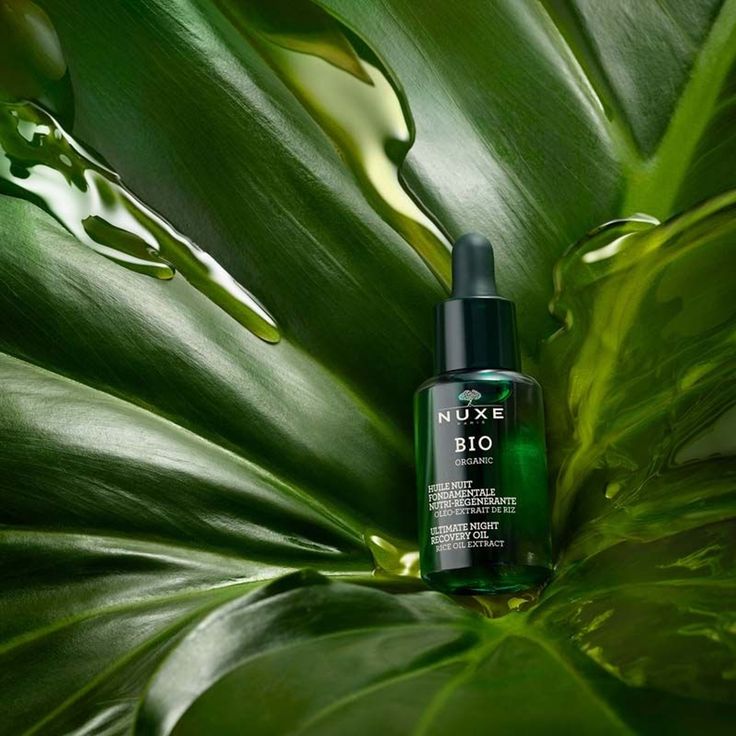 NUXE
PARIS
BIO
ORGANIC
HUILE NUIT
FONDAMENTALE
NUTRI-RÉGÉNÉRANTE
OLÉO-EXTRAIT DE RIZ
ULTIMATE NIGHT
RECOVERY OIL
RICE OIL EXTRACT